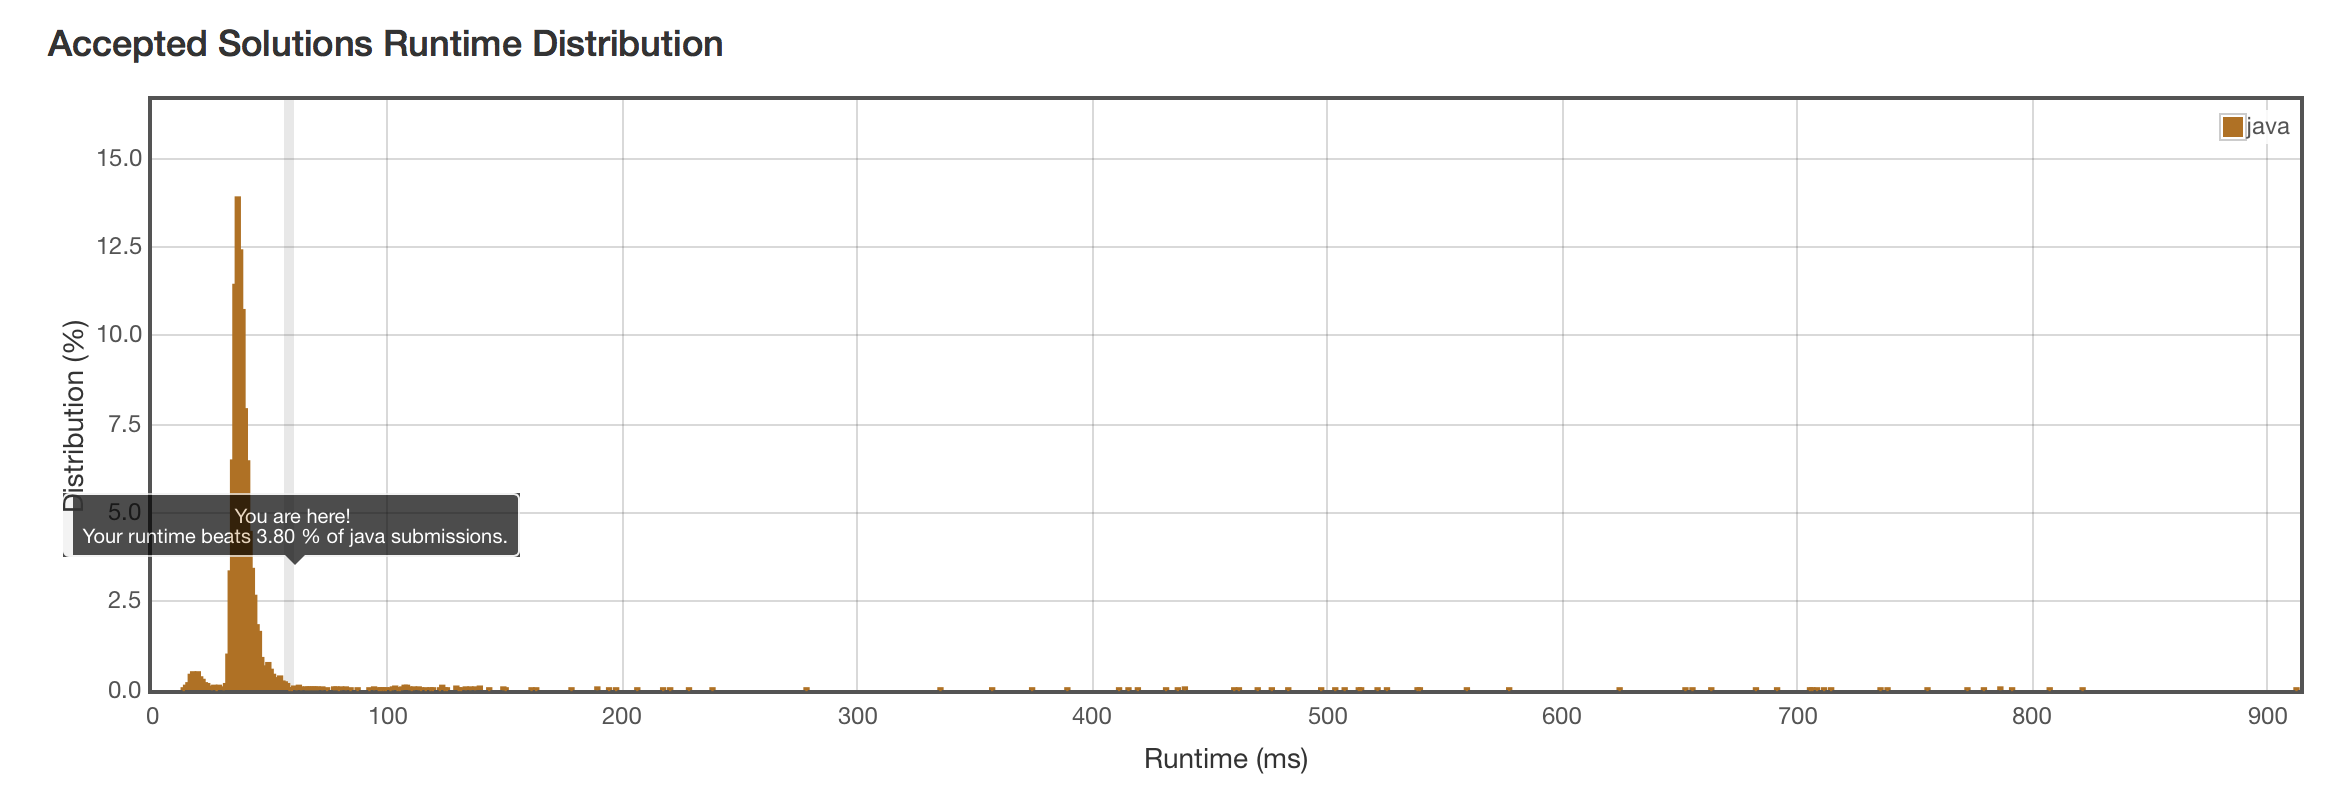 Accepted Solutions Runtime Distribution
java
15.0
12.5
10.0
7.5
5.0
2.5
0.0
Distribution (%)
You are here!
Your runtime beats 3.80 % of java submissions.
0 100 200 300 400 500 600 700 800 900
Runtime (ms)